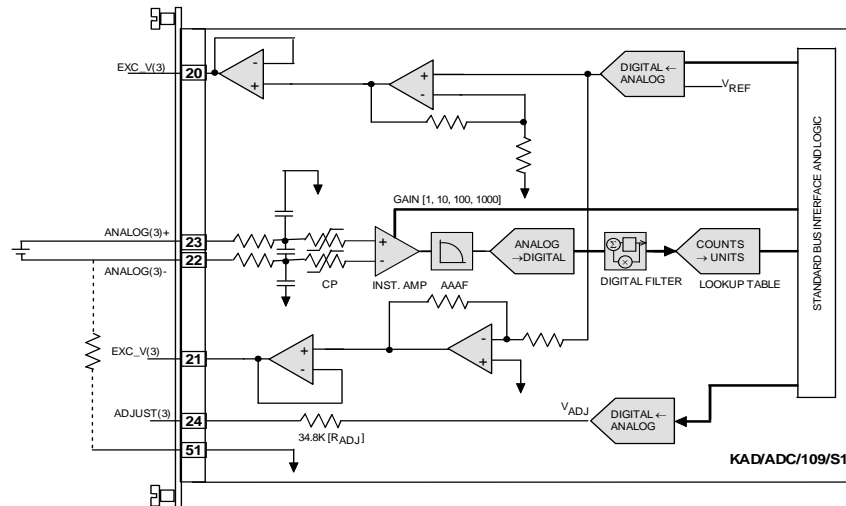 EXC_V(3)
20
DIGITAL ←
ANALOG
VREF
GAIN [1, 10, 100, 1000]
ANALOG(3)+
23
22
ANALOG(3)-
CP
+
-
INST. AMP
AAAF
ANALOG
→DIGITAL
Σ
×
DIGITAL FILTER
COUNTS
→ UNITS
LOOKUP TABLE
STANDARD BUS INTERFACE AND LOGIC
EXC_V(3)
21
ADJUST(3)
24
34.8K [RADJ]
VADJ
DIGITAL ←
ANALOG
51
KAD/ADC/109/S1